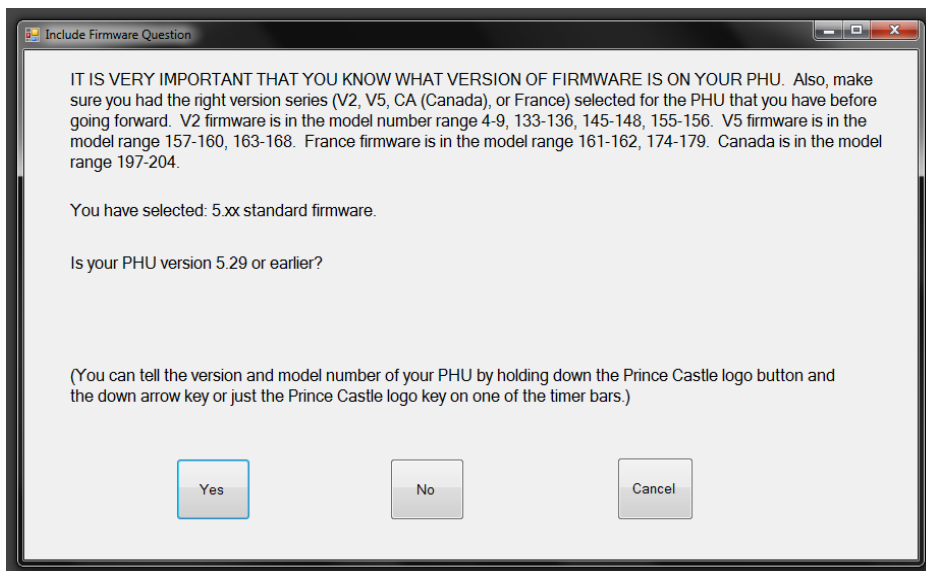 Include Firmware Question
IT IS VERY IMPORTANT THAT YOU KNOW WHAT VERSION OF FIRMWARE IS ON YOUR PHU.  Also, make
sure you had the right version series (V2, V5, CA (Canada), or France) selected for the PHU that you have before
going forward.  V2 firmware is in the model number range 4-9, 133-136, 145-148, 155-156.  V5 firmware is in the
model range 157-160, 163-168.  France firmware is in the model range 161-162, 174-179.  Canada is in the model
range 197-204.
You have selected: 5.xx standard firmware.
Is your PHU version 5.29 or earlier?
(You can tell the version and model number of your PHU by holding down the Prince Castle logo button and
the down arrow key or just the Prince Castle logo key on one of the timer bars.)
Yes
No
Cancel